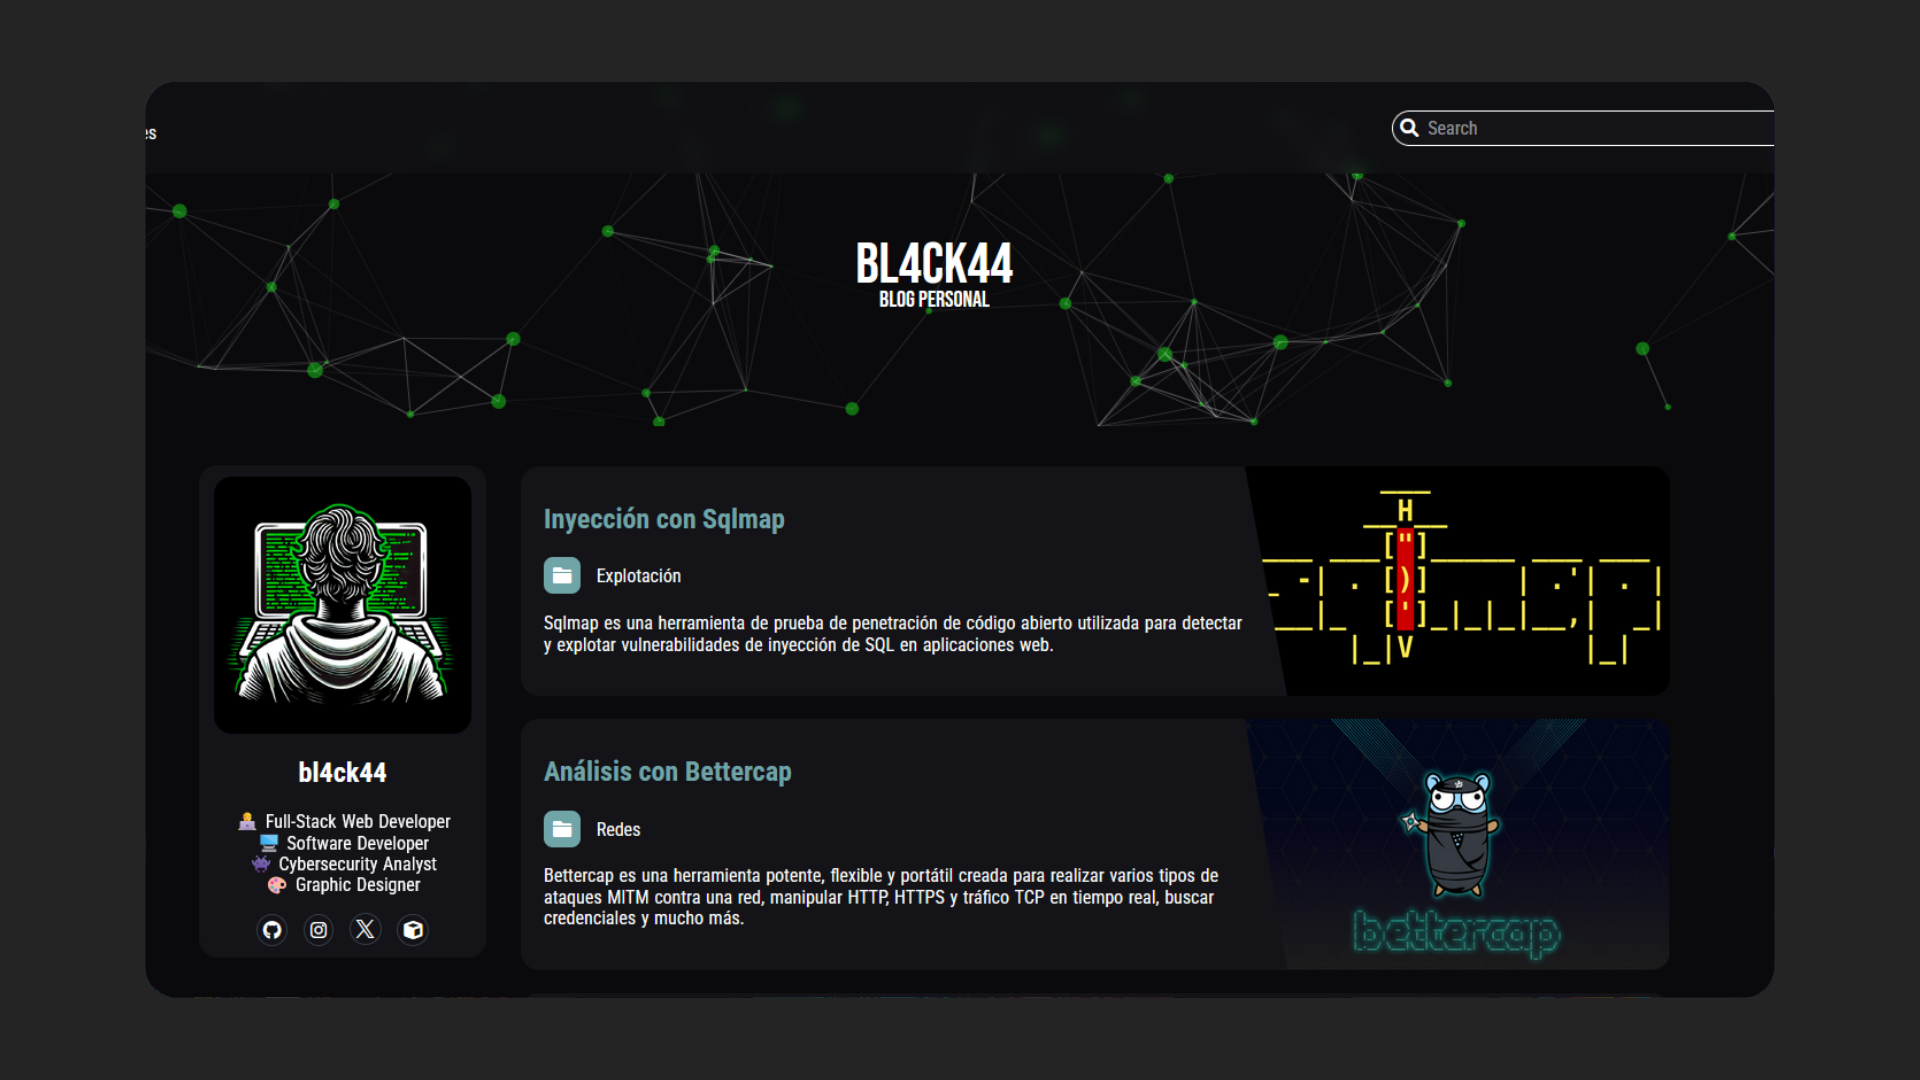 es
Search
BL4CK44
BLOG PERSONAL
bl4ck44
Full-Stack Web Developer
Software Developer
Cybersecurity Analyst
Graphic Designer
Inyección con Sqlmap
Explotación
Sqlmap es una herramienta de prueba de penetración de código abierto utilizada para detectar
y explotar vulnerabilidades de inyección de SQL en aplicaciones web.
Análisis con Bettercap
Redes
Bettercap es una herramienta potente, flexible y portátil creada para realizar varios tipos de
ataques MITM contra una red, manipular HTTP, HTTPS y tráfico TCP en tiempo real, buscar
credenciales y mucho más.
bettercap